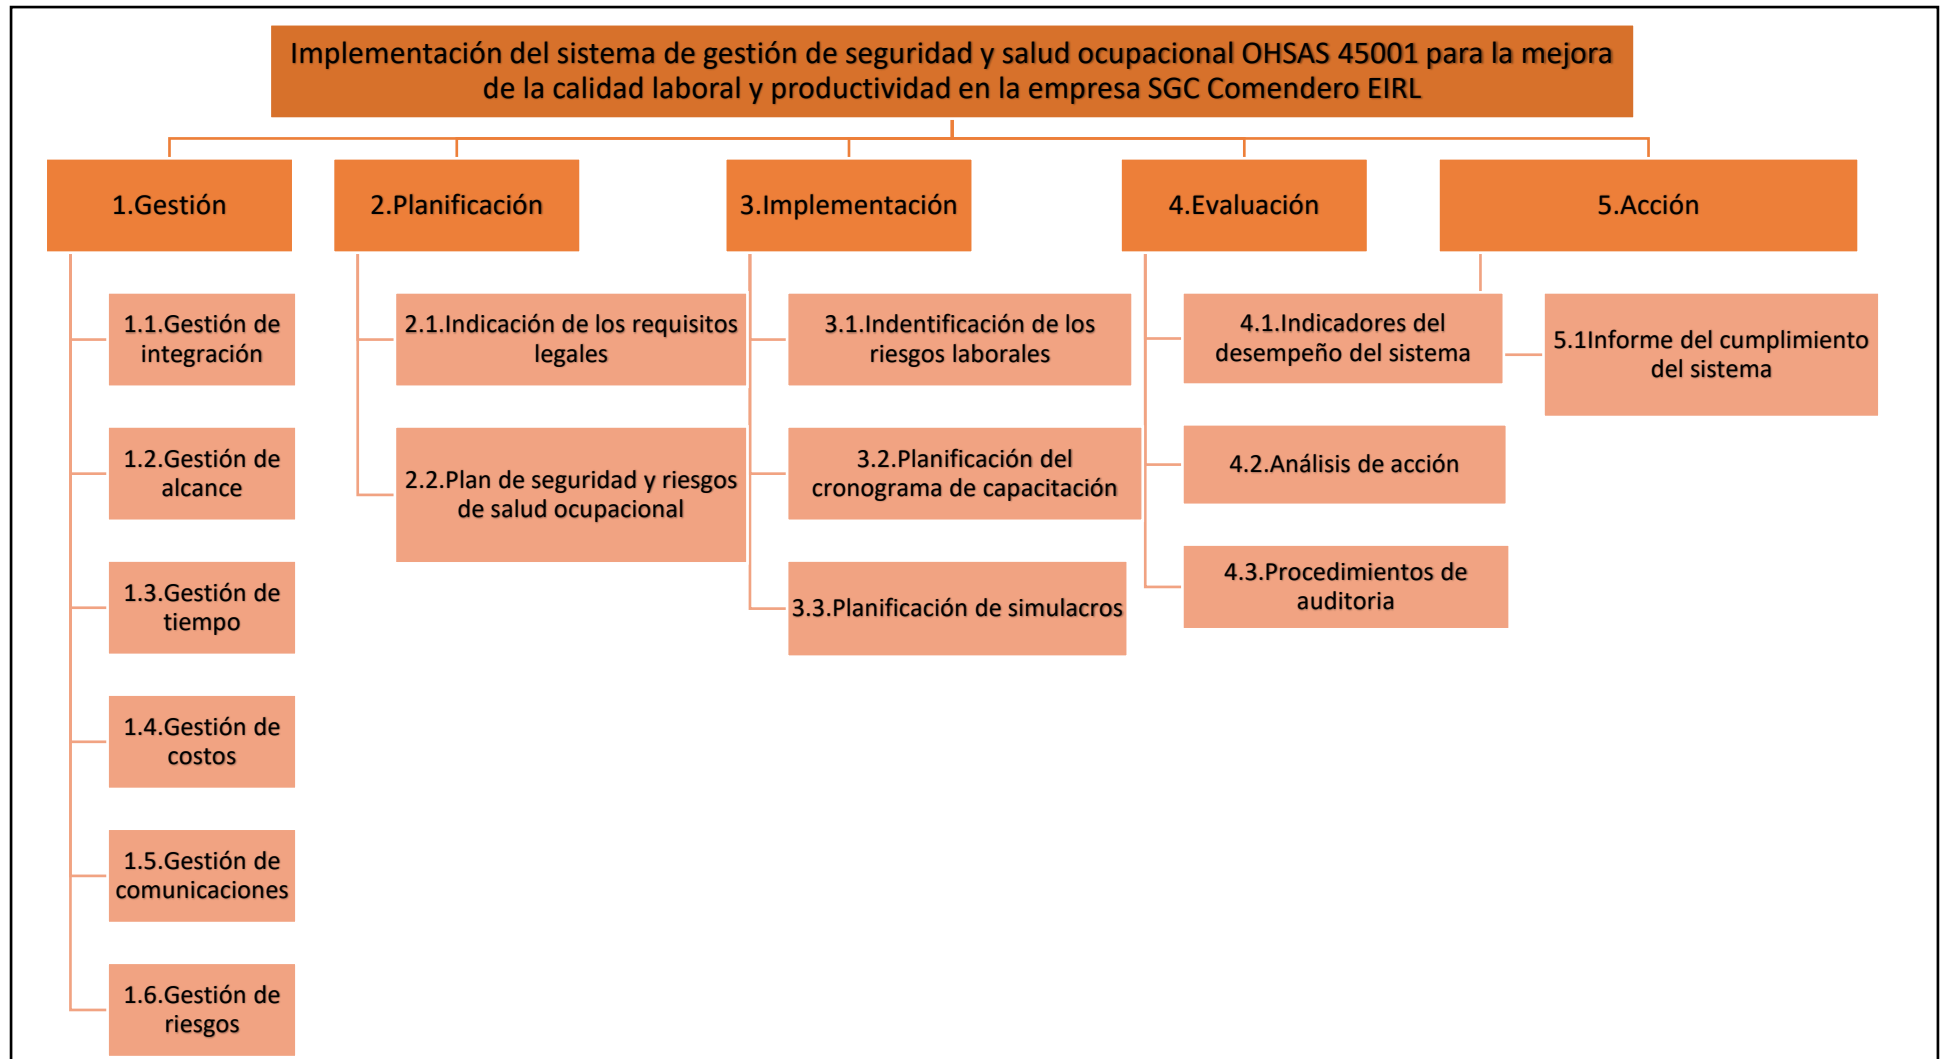 Implementación del sistema de gestión de seguridad y salud ocupacional OHSAS 45001 para la mejora
de la calidad laboral y productividad en la empresa SGC Comendero EIRL
1.Gestión
1.1.Gestión de
integración
1.2.Gestión de
alcance
1.3.Gestión de
tiempo
1.4.Gestión de
costos
1.5.Gestión de
comunicaciones
1.6.Gestión de
riesgos
2.Planificación
2.1.Indicación de los requisitos
legales
2.2.Plan de seguridad y riesgos
de salud ocupacional
3.Implementación
3.1.Indentificación de los
riesgos laborales
3.2.Planificación del
cronograma de capacitación
3.3.Planificación de simulacros
4.Evaluación
4.1.Indicadores del
desempeño del sistema
4.2.Análisis de acción
4.3.Procedimientos de
auditoria
5.Acción
5.1Informe del cumplimiento
del sistema